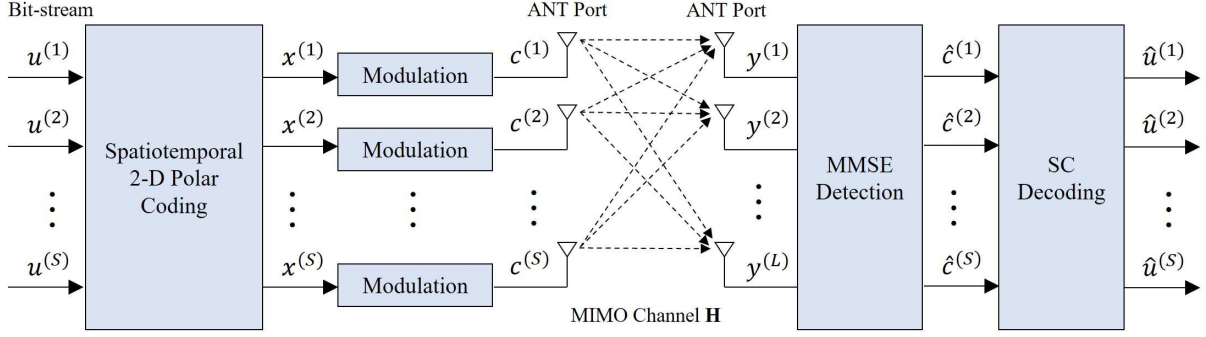 Bit-stream
ANT Port
ANT Port
u^(1)
x^(1)
Modulation
c^(1)
y^(1)
ĉ^(1)
û^(1)
u^(2)
x^(2)
Modulation
c^(2)
y^(2)
ĉ^(2)
û^(2)
Spatiotemporal
2-D Polar
Coding
MMSE
Detection
SC
Decoding
u^(S)
x^(S)
Modulation
c^(S)
y^(L)
ĉ^(S)
û^(S)
MIMO Channel H